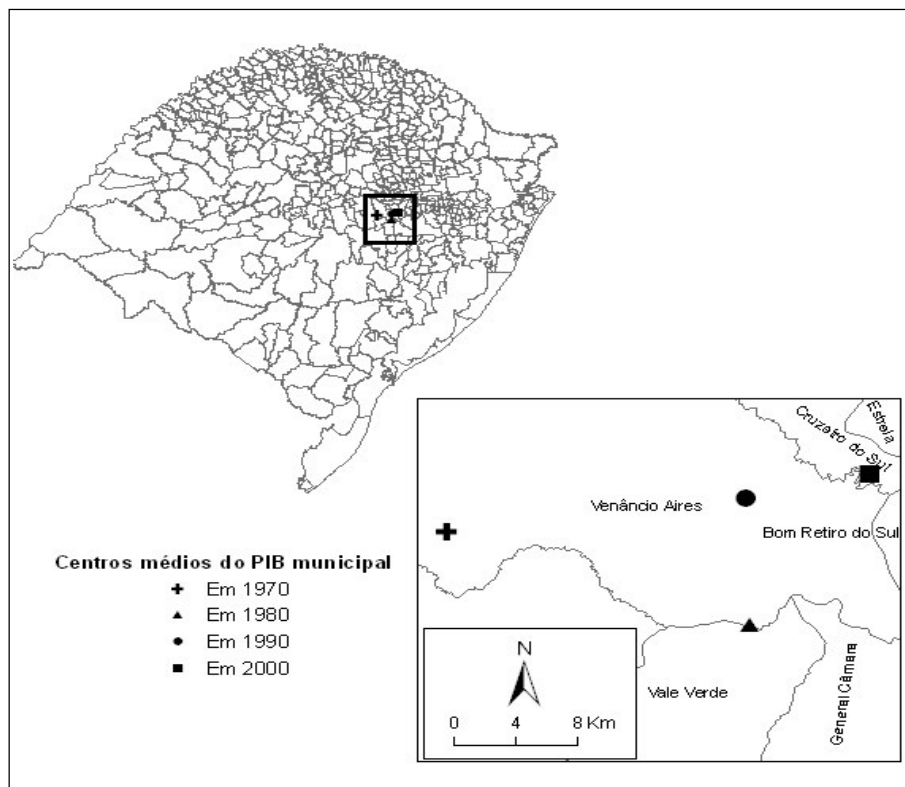 Centros médios do PIB municipal
Em 1970
Em 1980
Em 1990
Em 2000
Estrela
Cruzeiro do Sul
Venâncio Aires
Bom Retiro do Sul
Vale Verde
General Câmara
N
0 4 8 Km